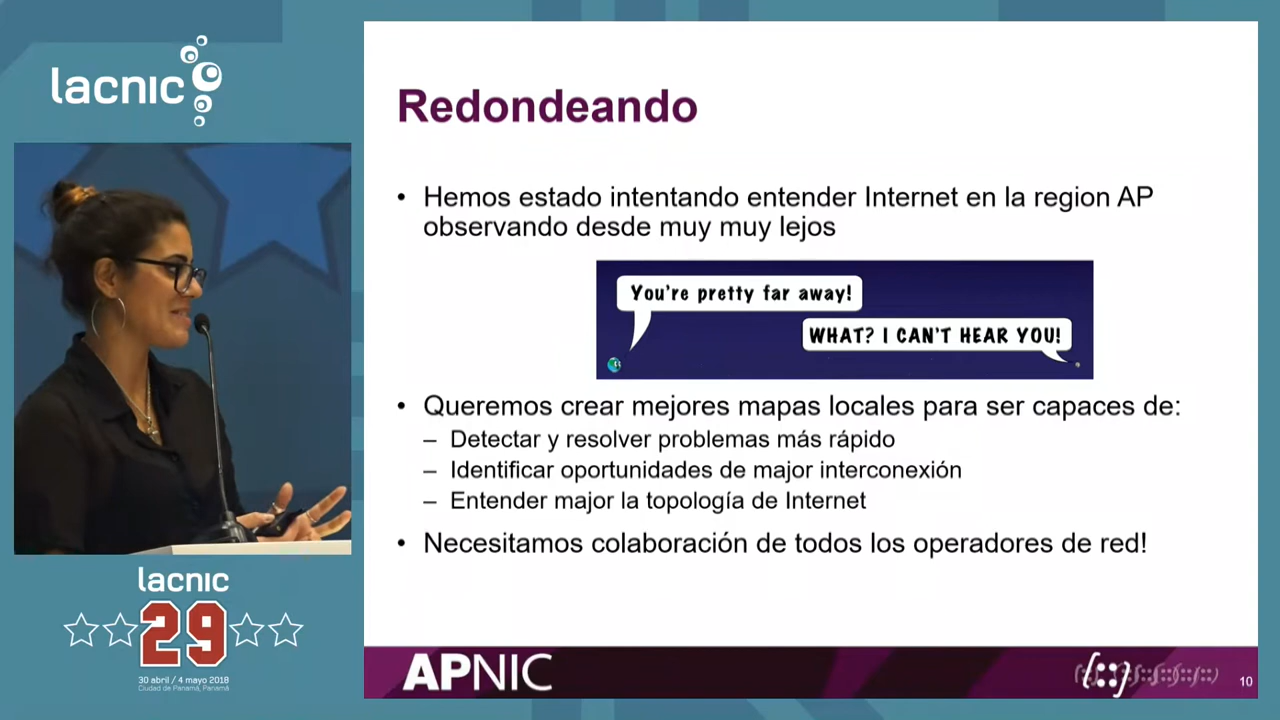 lacnic
Redondeando
• Hemos estado intentando entender Internet en la region AP
observando desde muy muy lejos
You're pretty far away!
WHAT? I CAN'T HEAR YOU!
• Queremos crear mejores mapas locales para ser capaces de:
– Detectar y resolver problemas más rápido
– Identificar oportunidades de major interconexión
– Entender major la topología de Internet
• Necesitamos colaboración de todos los operadores de red!
lacnic
29
30 abril / 4 mayo 2018
Ciudad de Panamá, Panamá
APNIC
10